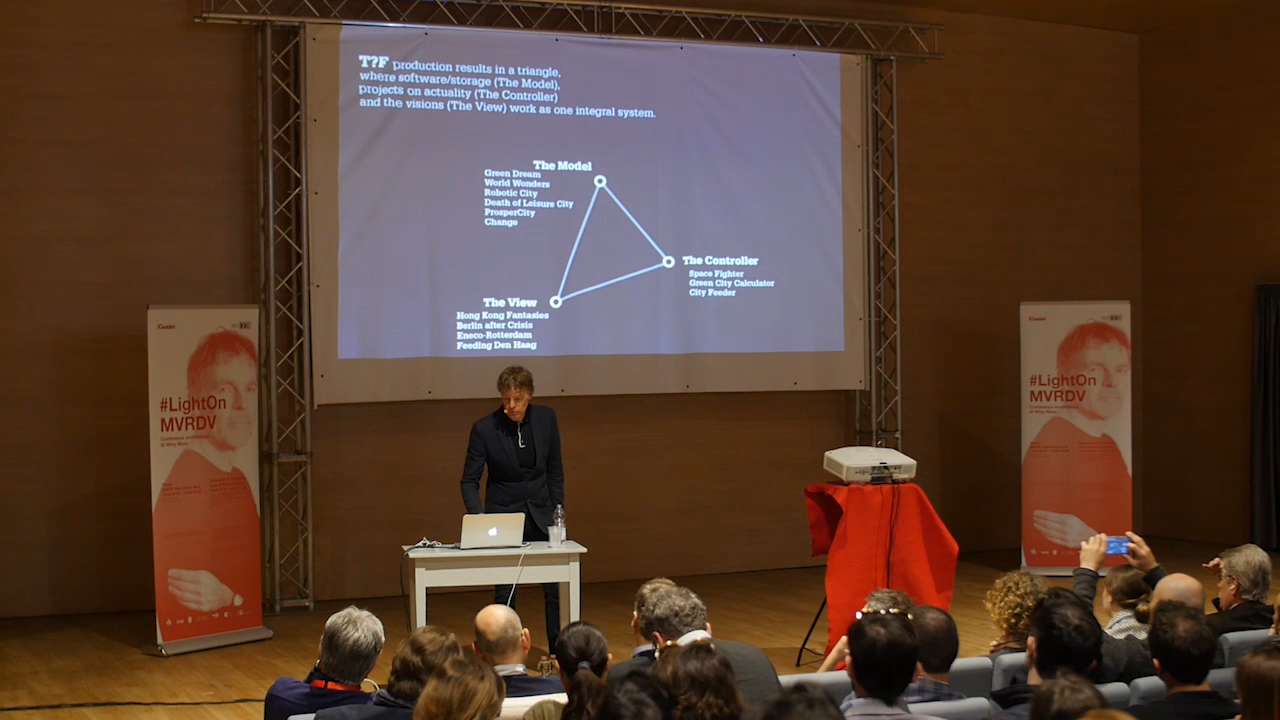 T?F production results in a triangle,
where software/storage (The Model),
projects on actuality (The Controller)
and the visions (The View) work as one integral system.
The Model
Green Dream
World Wonders
Robotic City
Death of Leisure City
ProsperCity
Change
The Controller
Space Fighter
Green City Calculator
City Feeder
The View
Hong Kong Fantasies
Berlin after Crisis
Eneco-Rotterdam
Feeding Den Haag
#LightOn
MVRDV
#LightOn
MVRDV